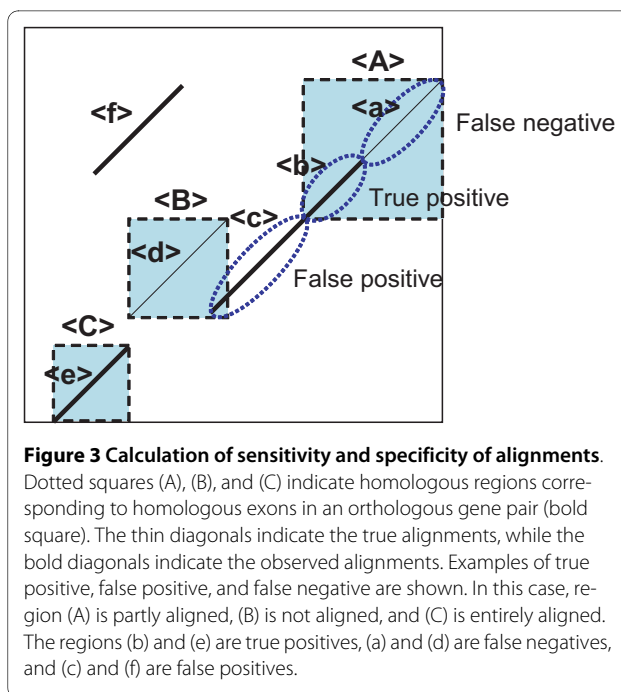 <A>
<a>
<f>
False negative
<b>
<B>
True positive
<c>
<d>
False positive
<C>
<e>
Figure 3 Calculation of sensitivity and specificity of alignments.
Dotted squares (A), (B), and (C) indicate homologous regions corre-
sponding to homologous exons in an orthologous gene pair (bold
square). The thin diagonals indicate the true alignments, while the
bold diagonals indicate the observed alignments. Examples of true
positive, false positive, and false negative are shown. In this case, re-
gion (A) is partly aligned, (B) is not aligned, and (C) is entirely aligned.
The regions (b) and (e) are true positives, (a) and (d) are false negatives,
and (c) and (f) are false positives.